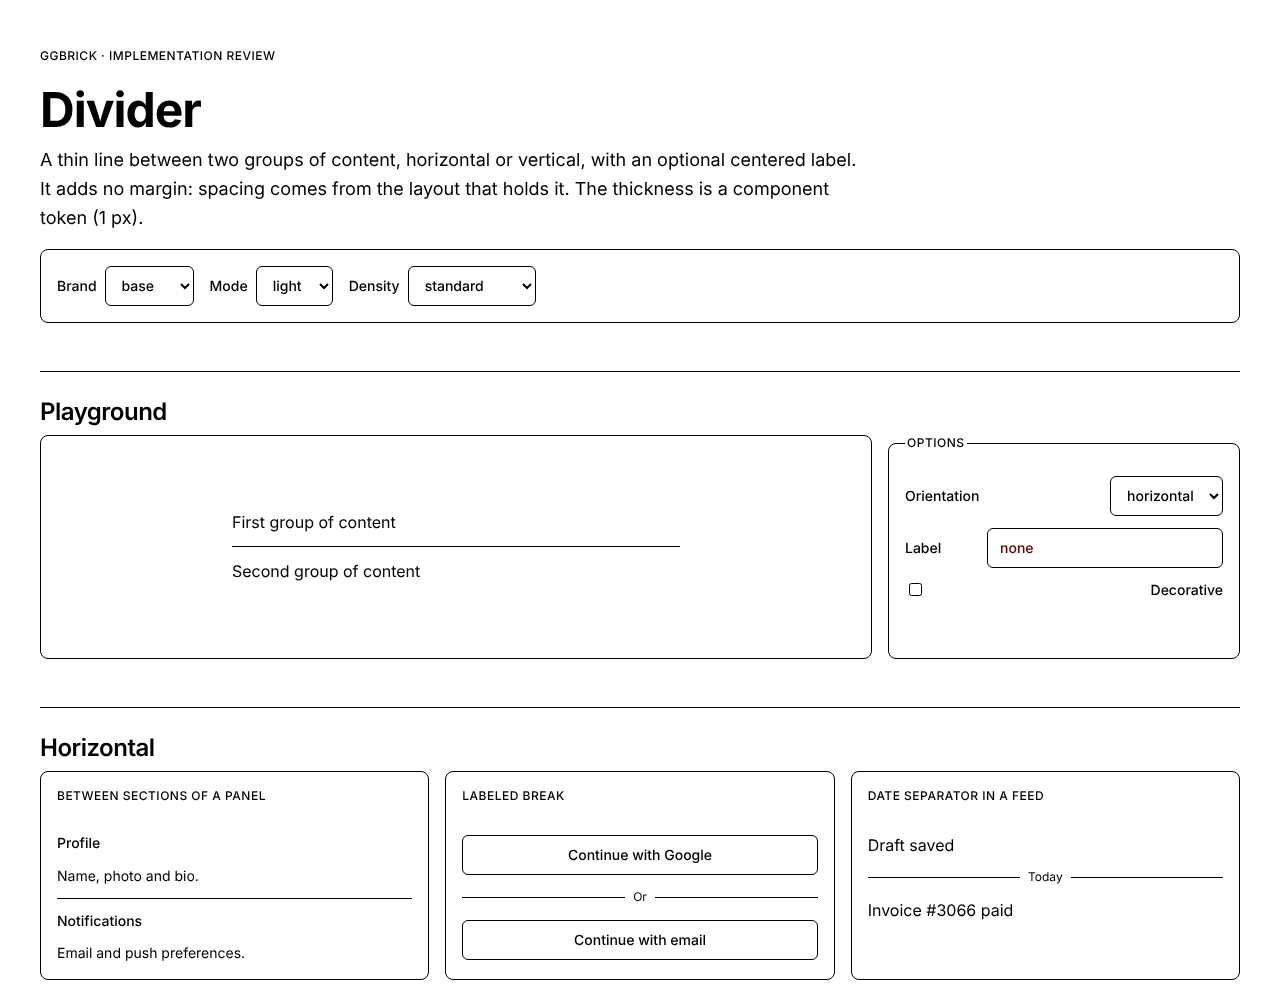 GGBRICK · IMPLEMENTATION REVIEW
Divider
A thin line between two groups of content, horizontal or vertical, with an optional centered label.
It adds no margin: spacing comes from the layout that holds it. The thickness is a component
token (1 px).
Brand base Mode light Density standard
Playground
First group of content
Second group of content
OPTIONS
Orientation horizontal
Label none
Decorative
Horizontal
BETWEEN SECTIONS OF A PANEL
Profile
Name, photo and bio.
Notifications
Email and push preferences.
LABELED BREAK
Continue with Google
Or
Continue with email
DATE SEPARATOR IN A FEED
Draft saved
Today
Invoice #3066 paid